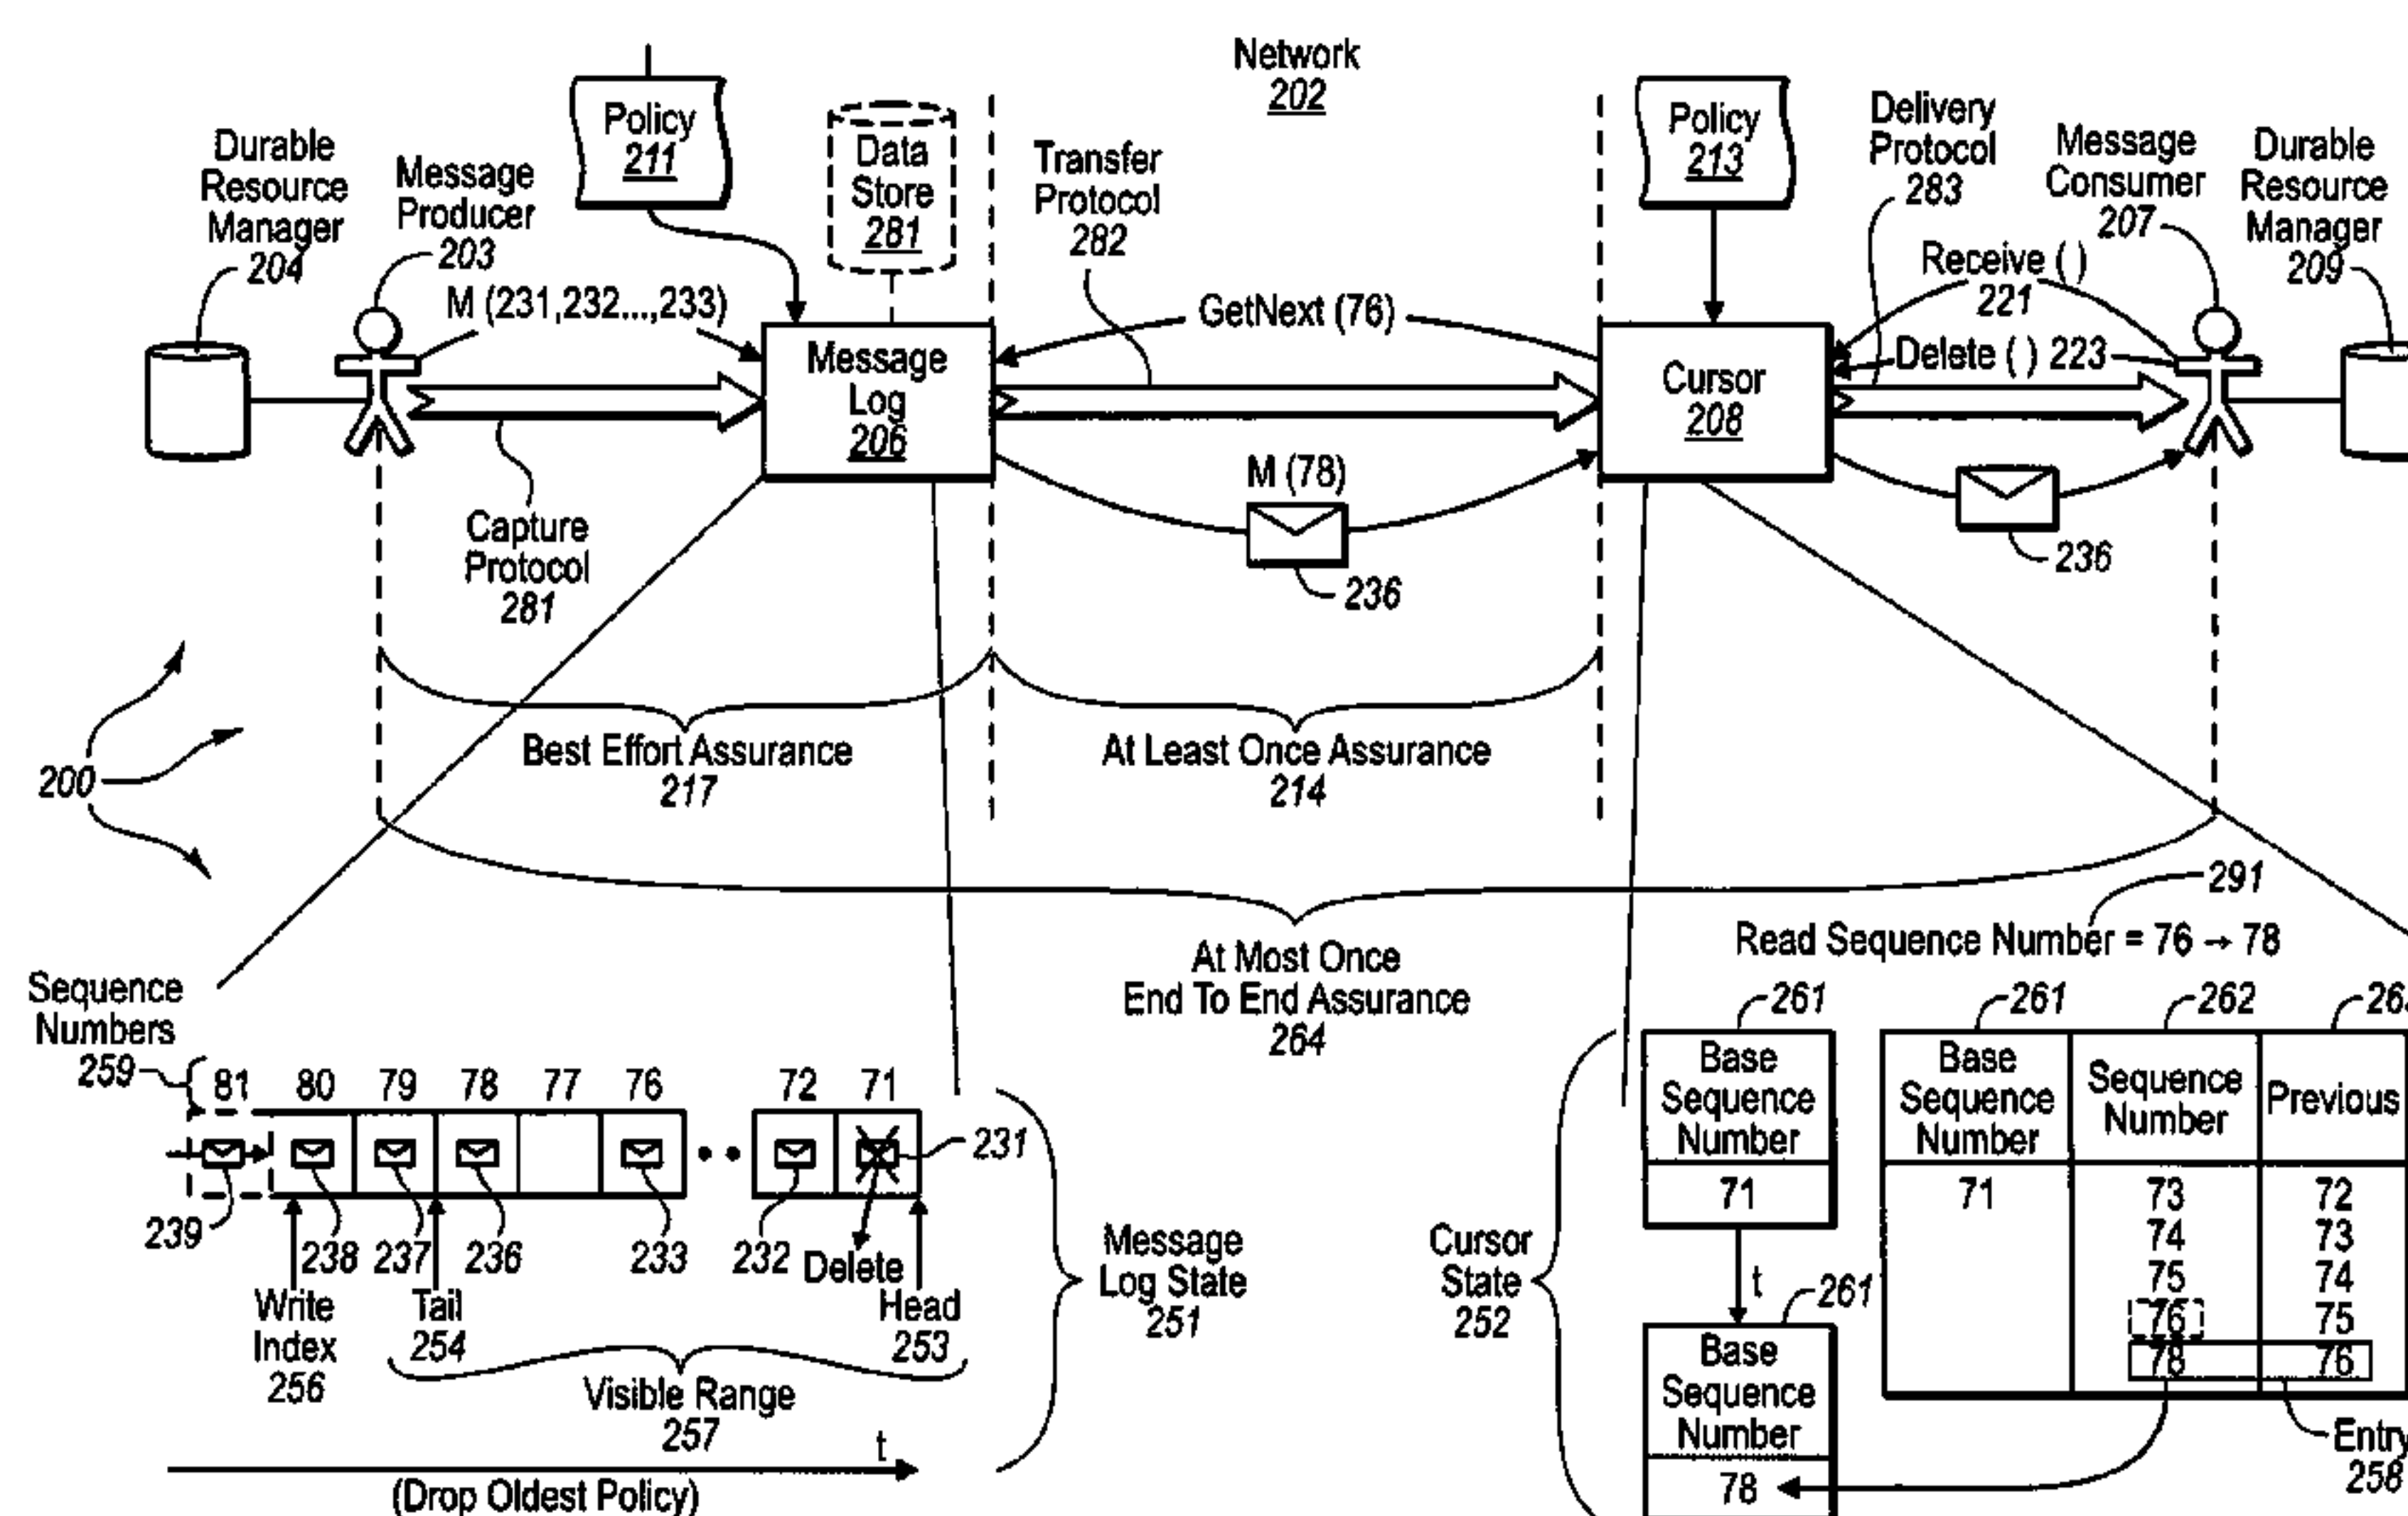 Network
202
Policy
211
Data
Store
281
Policy
213
Delivery
Protocol
283
Message
Consumer
207
Durable
Resource
Manager
209
Durable
Resource
Manager
204
Message
Producer
203
Transfer
Protocol
282
M (231,232...,233)
GetNext (76)
Receive ( )
221
Delete ( ) 223
Message
Log
206
Cursor
208
M (78)
236
236
Capture
Protocol
281
200
Best Effort Assurance
217
At Least Once Assurance
214
At Most Once
End To End Assurance
264
291
Read Sequence Number = 76 → 78
Sequence
Numbers
259
81 80 79 78 77 76 72 71
231
239 238 237 236 233 232 Delete
Write
Index
256
Tail
254
Head
253
Visible Range
257
t
(Drop Oldest Policy)
Message
Log State
251
Cursor
State
252
261
Base
Sequence
Number
71
t
261
Base
Sequence
Number
78
261 262
Base
Sequence
Number
Sequence
Number
Previous
71 73 72
74 73
75 74
76 75
78 76
Entry
258